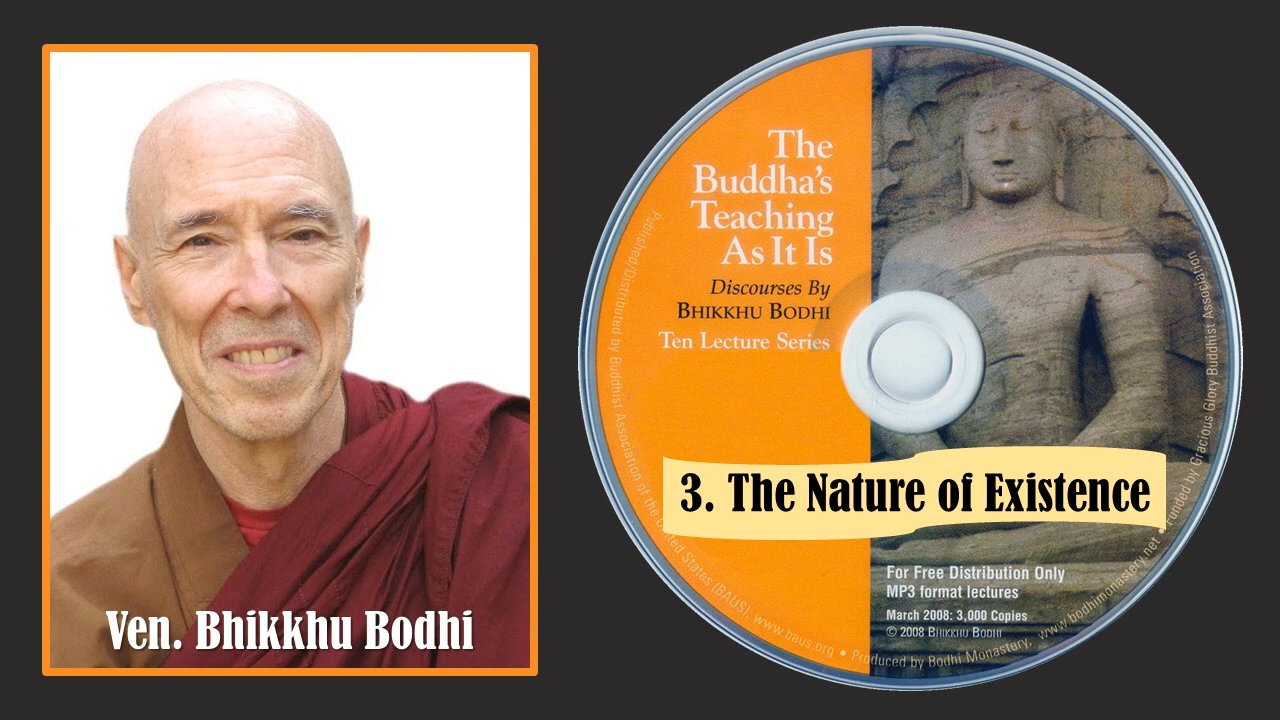 Ven. Bhikkhu Bodhi
The
Buddha's
Teaching
As It Is
Discourses By
BHIKKHU BODHI
Ten Lecture Series
3. The Nature of Existence
For Free Distribution Only
MP3 format lectures
March 2008: 3,000 Copies
© 2008 BHIKKHU BODHI
Published/Distributed by Buddhist Association of the United States (BAUS). www.baus.org • Produced by Bodhi Monastery, www.bodhimonastery.net • Funded by Gracious Glory Buddhist Association